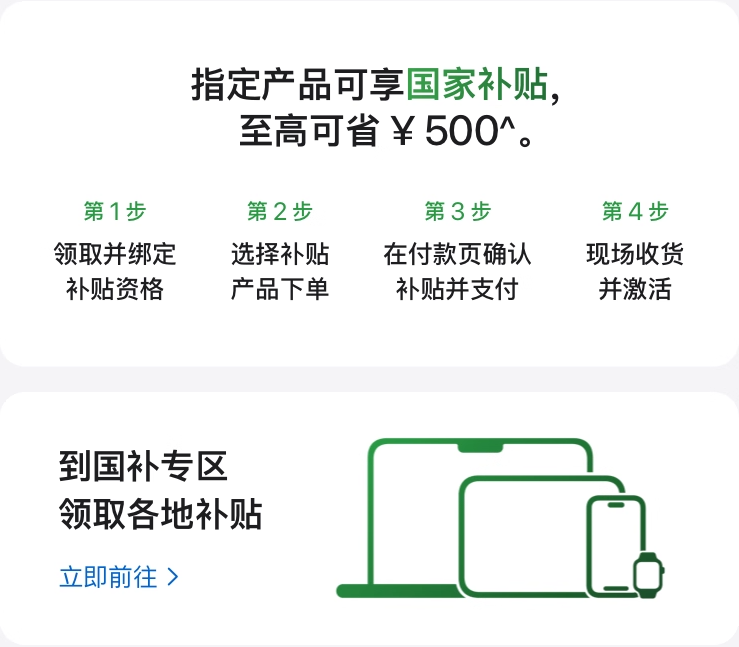 指定产品可享国家补贴，
至高可省 ¥ 500^。
第 1 步
领取并绑定
补贴资格
第 2 步
选择补贴
产品下单
第 3 步
在付款页确认
补贴并支付
第 4 步
现场收货
并激活
到国补专区
领取各地补贴
立即前往 >